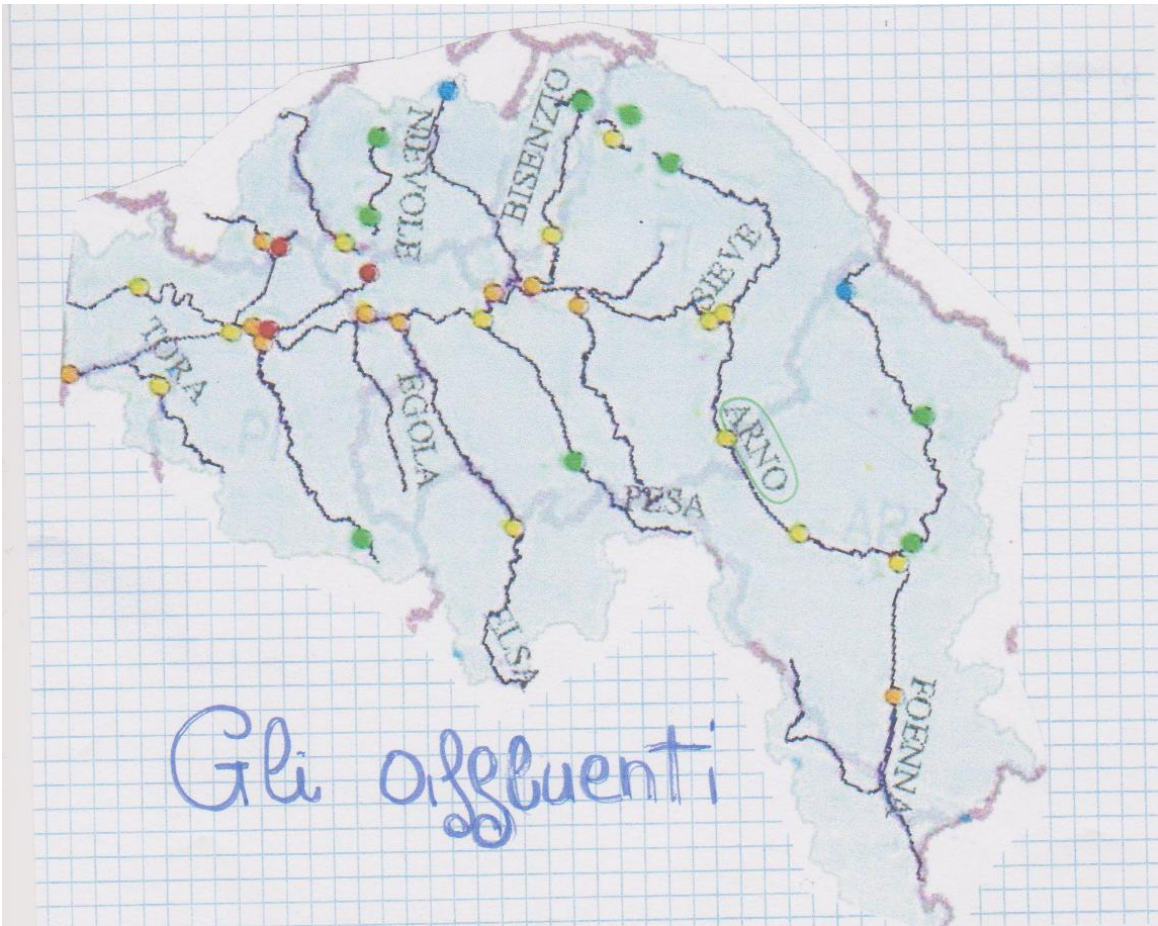 NIEVOLE
BISENZIO
SIEVE
TORA
EGOLA
ARNO
PESA
ELSA
FOENNA
Gli affluenti